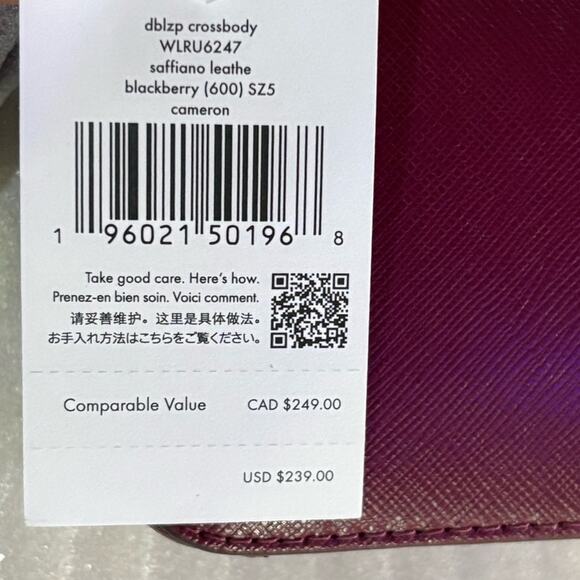 dblzp crossbody
WLRU6247
saffiano leathe
blackberry (600) SZ5
cameron
1 96021 50196 8
Take good care. Here's how.
Prenez-en bien soin. Voici comment.
请妥善维护。这里是具体做法。
お手入れ方法はこちらをご覧ください。
Comparable Value CAD $249.00
USD $239.00